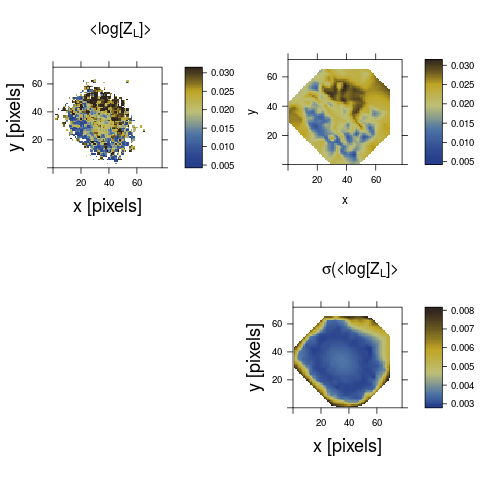 <log[Z_L]>
60
40
20
20 40 60
x [pixels]
y [pixels]
0.030
0.025
0.020
0.015
0.010
0.005
60
40
20
20 40 60
x
y
0.030
0.025
0.020
0.015
0.010
0.005
σ(<log[Z_L]>
60
40
20
20 40 60
x [pixels]
y [pixels]
0.008
0.007
0.006
0.005
0.004
0.003